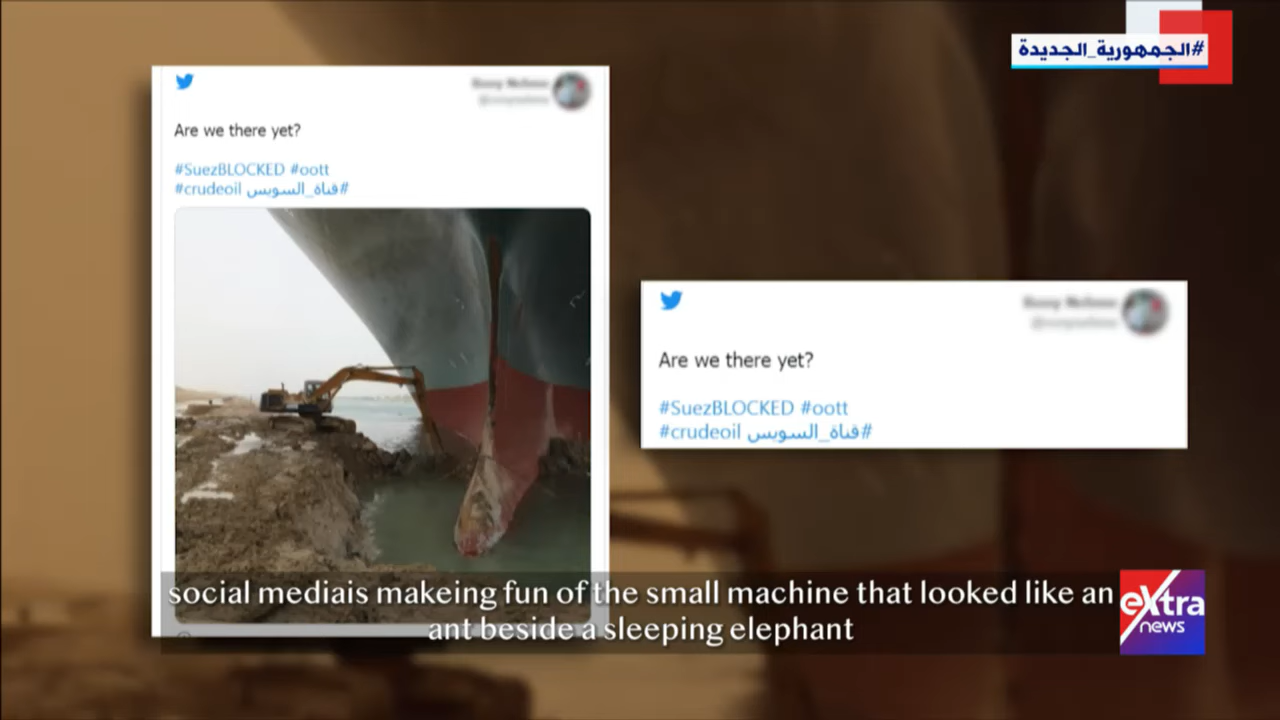 #الجمهورية_الجديدة
Are we there yet?
#SuezBLOCKED #oott
#crudeoil قناة_السويس#
Are we there yet?
#SuezBLOCKED #oott
#crudeoil قناة_السويس#
social mediais makeing fun of the small machine that looked like an
ant beside a sleeping elephant
eXtra
news